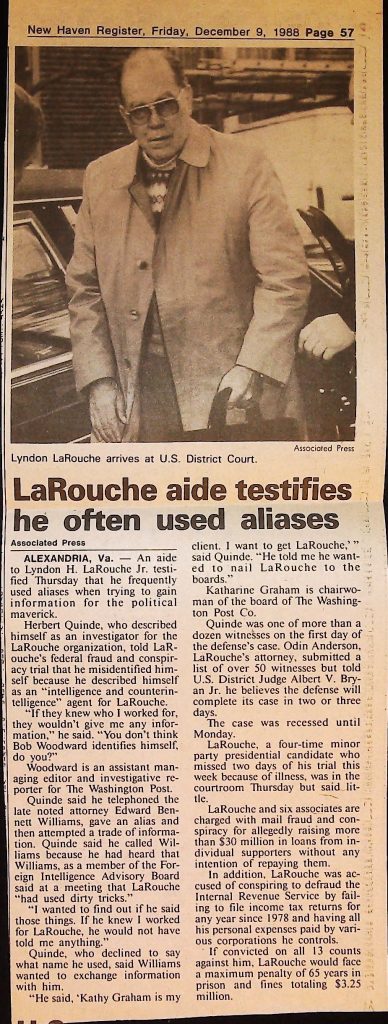 New Haven Register, Friday, December 9, 1988 Page 57
Associated Press
Lyndon LaRouche arrives at U.S. District Court.
LaRouche aide testifies
he often used aliases
Associated Press
ALEXANDRIA, Va. — An aide
to Lyndon H. LaRouche Jr. testi-
fied Thursday that he frequently
used aliases when trying to gain
information for the political
maverick.
Herbert Quinde, who described
himself as an investigator for the
LaRouche organization, told LaR-
ouche's federal fraud and conspir-
acy trial that he misidentified him-
self because he described himself
as an "intelligence and counterin-
telligence" agent for LaRouche.
"If they knew who I worked for,
they wouldn't give me any infor-
mation," he said. "You don't think
Bob Woodward identifies himself,
do you?"
Woodward is an assistant man-
aging editor and investigative re-
porter for The Washington Post.
Quinde said he telephoned the
late noted attorney Edward Ben-
nett Williams, gave an alias and
then attempted a trade of informa-
tion. Quinde said he called Wil-
liams because he had heard that
Williams, as a member of the For-
eign Intelligence Advisory Board
said at a meeting that LaRouche
"had used dirty tricks."
"I wanted to find out if he said
those things. If he knew I worked
for LaRouche, he would not have
told me anything."
Quinde, who declined to say
what name he used, said Williams
wanted to exchange information
with him.
"He said, 'Kathy Graham is my
client. I want to get LaRouche,' "
said Quinde. "He told me he want-
ed to nail LaRouche to the
boards."
Katharine Graham is chairwo-
man of the board of The Washing-
ton Post Co.
Quinde was one of more than a
dozen witnesses on the first day of
the defense's case. Odin Anderson,
LaRouche's attorney, submitted a
list of over 50 witnesses but told
U.S. District Judge Albert V. Bry-
an Jr. he believes the defense will
complete its case in two or three
days.
The case was recessed until
Monday.
LaRouche, a four-time minor
party presidential candidate who
missed two days of his trial this
week because of illness, was in the
courtroom Thursday but said lit-
tle.
LaRouche and six associates are
charged with mail fraud and con-
spiracy for allegedly raising more
than $30 million in loans from in-
dividual supporters without any
intention of repaying them.
In addition, LaRouche was ac-
cused of conspiring to defraud the
Internal Revenue Service by fail-
ing to file income tax returns for
any year since 1978 and having all
his personal expenses paid by va-
rious corporations he controls.
If convicted on all 13 counts
against him, LaRouche would face
a maximum penalty of 65 years in
prison and fines totaling $3.25
million.